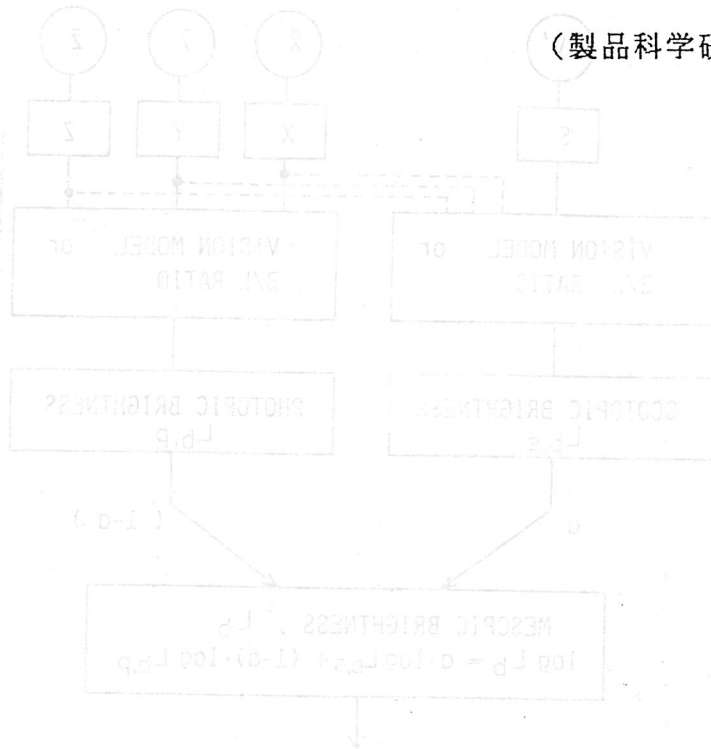 (製品科学研
Z̄ Ȳ X̄
Z Y X S
VISION MODEL or VISION MODEL or
B/L RATIO B/L RATIO
SCOTOPIC BRIGHTNESS PHOTOPIC BRIGHTNESS
L b,s L b,p
a (1-a)
MESOPIC BRIGHTNESS , L b
log L b = a·log L b,s + (1-a)·log L b,p